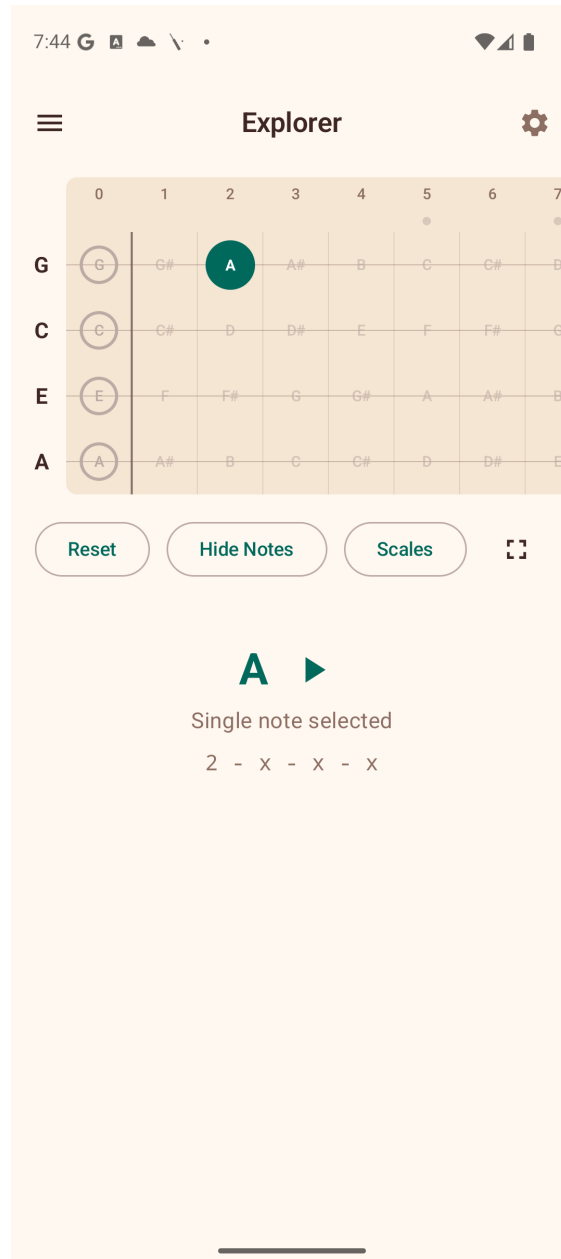 7:44
Explorer
0 1 2 3 4 5 6 7
G G G# A A# B C C# D
C C C# D D# E F F# G
E E F F# G G# A A# B
A A A# B C C# D D# E
Reset Hide Notes Scales
A
Single note selected
2 - x - x - x